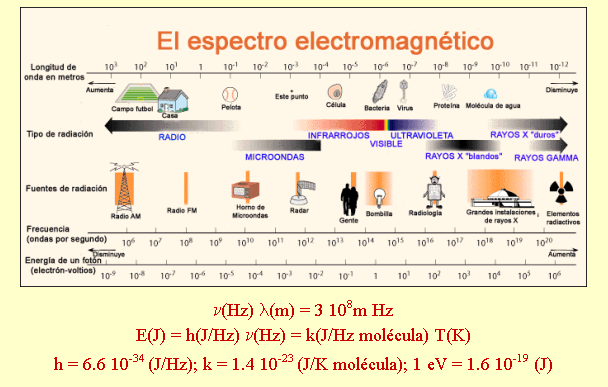 El espectro electromagnético
Longitud de onda en metros 10³ 10² 10¹ 1 10⁻¹ 10⁻² 10⁻³ 10⁻⁴ 10⁻⁵ 10⁻⁶ 10⁻⁷ 10⁻⁸ 10⁻⁹ 10⁻¹⁰ 10⁻¹¹ 10⁻¹²
Aumenta Disminuye
Campo futbol Casa Pelota Este punto Célula Bacteria Virus Proteína Molécula de agua
Tipo de radiación
RADIO INFRARROJOS VISIBLE ULTRAVIOLETA RAYOS X "duros"
MICROONDAS RAYOS X "blandos" RAYOS GAMMA
Fuentes de radiación
Radio AM Radio FM Horno de Microondas Radar Gente Bombilla Radiología Grandes instalaciones de rayos X Elementos radiactivos
Frecuencia (ondas por segundo) 10⁶ 10⁷ 10⁸ 10⁹ 10¹⁰ 10¹¹ 10¹² 10¹³ 10¹⁴ 10¹⁵ 10¹⁶ 10¹⁷ 10¹⁸ 10¹⁹ 10²⁰
Disminuye Aumenta
Energía de un fotón (electrón-voltios) 10⁻⁹ 10⁻⁸ 10⁻⁷ 10⁻⁶ 10⁻⁵ 10⁻⁴ 10⁻³ 10⁻² 10⁻¹ 1 10¹ 10² 10³ 10⁴ 10⁵ 10⁶
ν(Hz) λ(m) = 3 10⁸m Hz
E(J) = h(J/Hz) ν(Hz) = k(J/Hz molécula) T(K)
h = 6.6 10⁻³⁴ (J/Hz); k = 1.4 10⁻²³ (J/K molécula); 1 eV = 1.6 10⁻¹⁹ (J)